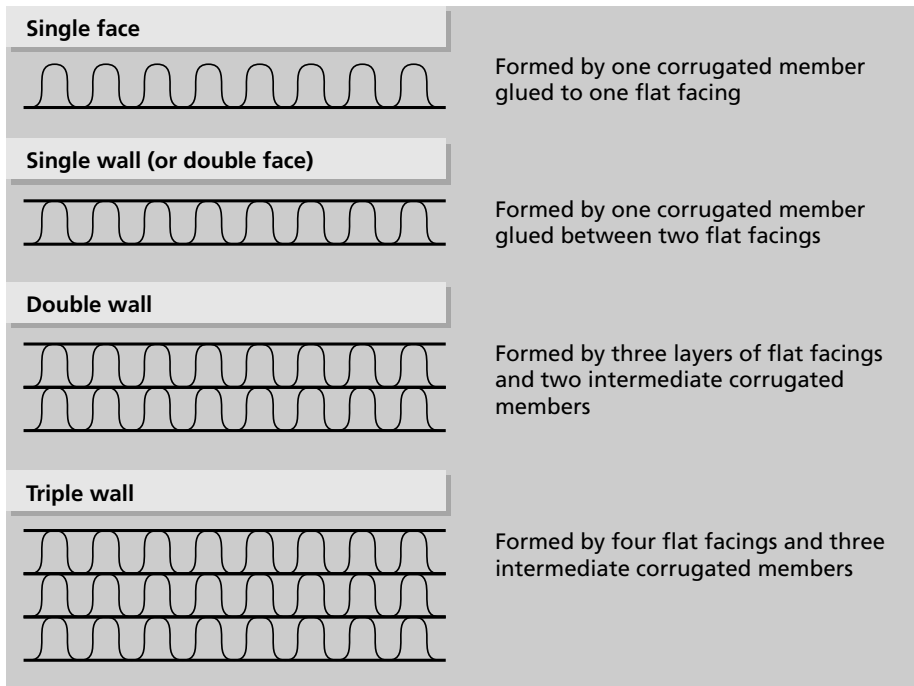 Single face
Formed by one corrugated member
glued to one flat facing
Single wall (or double face)
Formed by one corrugated member
glued between two flat facings
Double wall
Formed by three layers of flat facings
and two intermediate corrugated
members
Triple wall
Formed by four flat facings and three
intermediate corrugated members